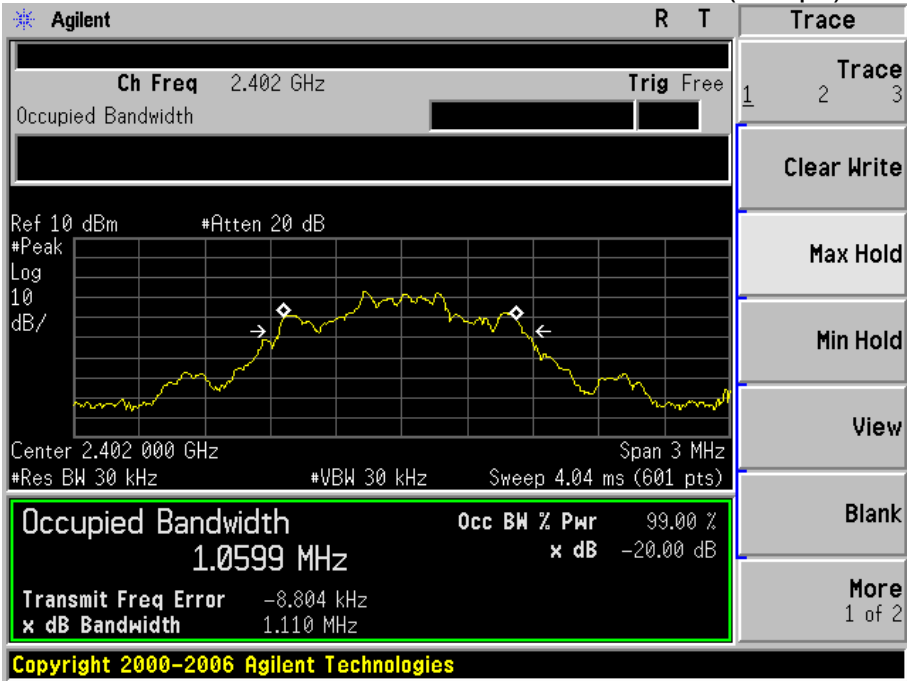 Agilent R T Trace
Ch Freq 2.402 GHz Trig Free
Occupied Bandwidth
Trace
1 2 3
Clear Write
Max Hold
Min Hold
View
Blank
More
1 of 2
Ref 10 dBm #Atten 20 dB
#Peak
Log
10
dB/
Center 2.402 000 GHz Span 3 MHz
#Res BW 30 kHz #VBW 30 kHz Sweep 4.04 ms (601 pts)
Occupied Bandwidth Occ BW % Pwr 99.00 %
1.0599 MHz x dB -20.00 dB
Transmit Freq Error -8.804 kHz
x dB Bandwidth 1.110 MHz
Copyright 2000-2006 Agilent Technologies